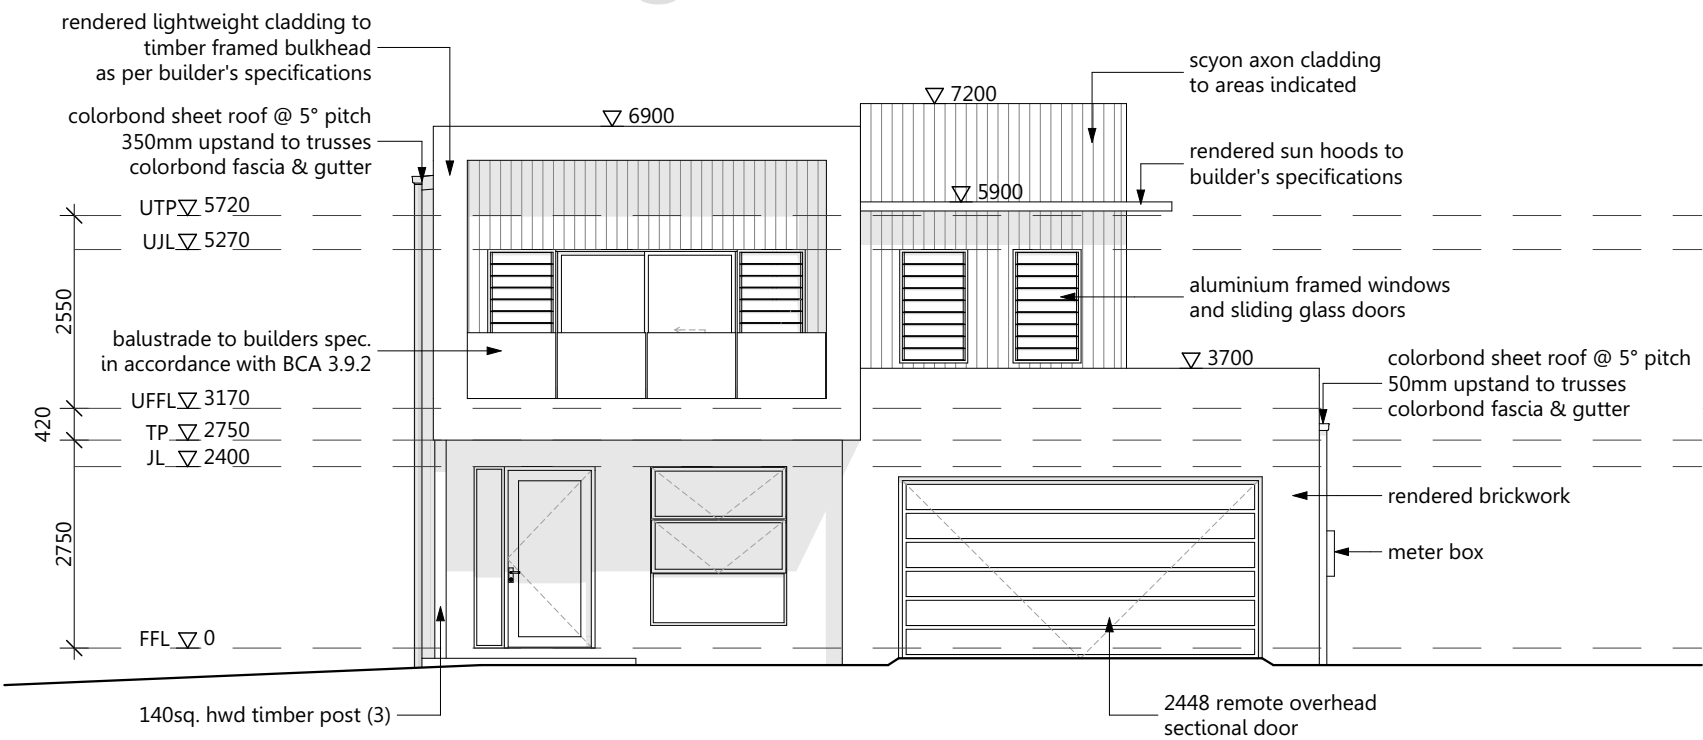 rendered lightweight cladding to
timber framed bulkhead
as per builder's specifications
colorbond sheet roof @ 5° pitch
350mm upstand to trusses
colorbond fascia & gutter
6900
7200
scyon axon cladding
to areas indicated
rendered sun hoods to
builder's specifications
5900
UTP 5720
UJL 5270
2550
aluminium framed windows
and sliding glass doors
balustrade to builders spec.
in accordance with BCA 3.9.2
3700
colorbond sheet roof @ 5° pitch
50mm upstand to trusses
colorbond fascia & gutter
UFFL 3170
420
TP 2750
JL 2400
rendered brickwork
2750
meter box
FFL 0
140sq. hwd timber post (3)
2448 remote overhead
sectional door